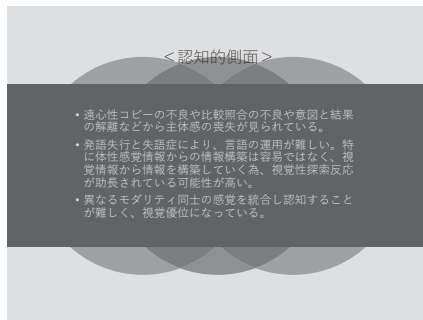 ＜認知的側面＞
• 遠心性コピーの不良や比較照合の不良や意図と結果
の解離などから主体感の喪失が見られている。
• 発語失行と失語症により、言語の運用が難しい。特
に体性感覚情報からの情報構築は容易ではなく、視
覚情報から情報を構築していく為、視覚性探索反応
が助長されている可能性が高い。
• 異なるモダリティ同士の感覚を統合し認知すること
が難しく、視覚優位になっている。